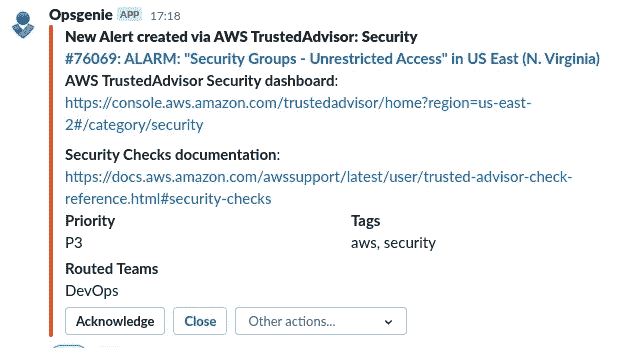 Opsgenie APP 17:18
New Alert created via AWS TrustedAdvisor: Security
#76069: ALARM: "Security Groups - Unrestricted Access" in US East (N. Virginia)
AWS TrustedAdvisor Security dashboard:
https://console.aws.amazon.com/trustedadvisor/home?region=us-east-
2#/category/security
Security Checks documentation:
https://docs.aws.amazon.com/awssupport/latest/user/trusted-advisor-check-
reference.html#security-checks
Priority Tags
P3 aws, security
Routed Teams
DevOps
Acknowledge Close Other actions...